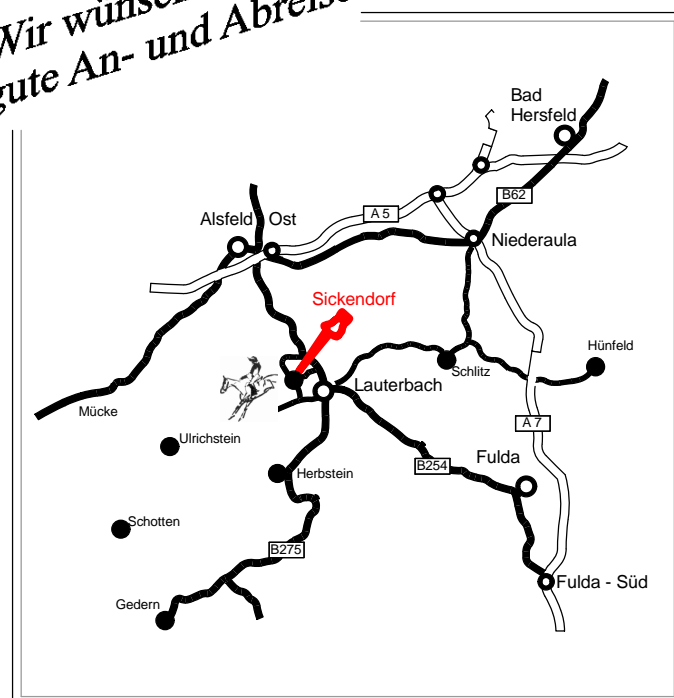 Wir wünsc
gute An- und Abreise
Bad
Hersfeld
B62
A 5
Alsfeld Ost
Niederaula
Sickendorf
Hünfeld
Schlitz
Lauterbach
Mücke
A 7
Ulrichstein
Fulda
B254
Herbstein
Schotten
B275
Fulda - Süd
Gedern